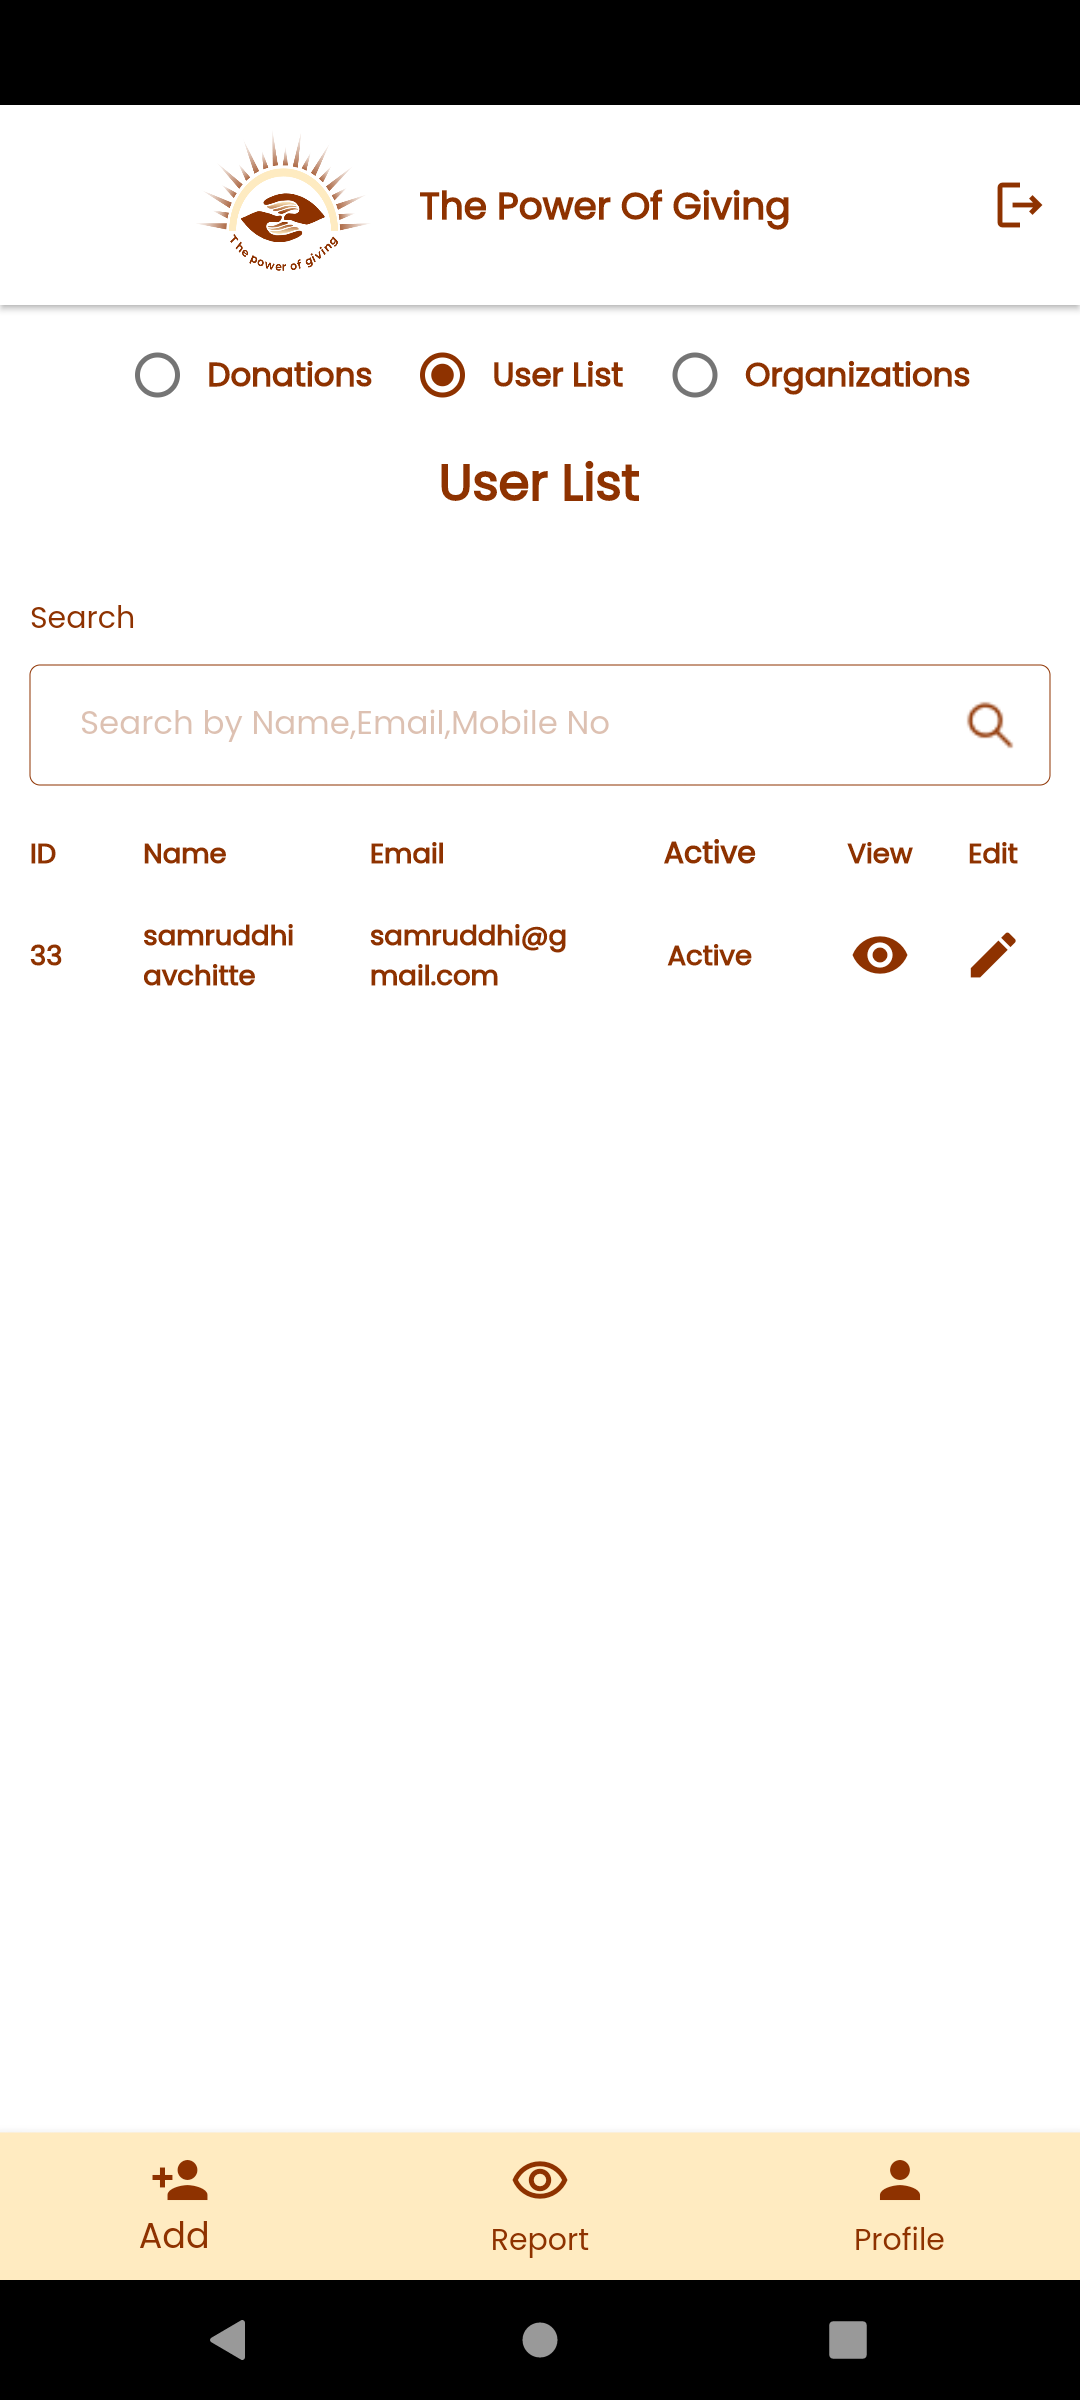 The power of giving
The Power Of Giving
Donations User List Organizations
User List
Search
Search by Name,Email,Mobile No
ID Name Email Active View Edit
33 samruddhi samruddhi@g Active
avchitte mail.com
Add Report Profile